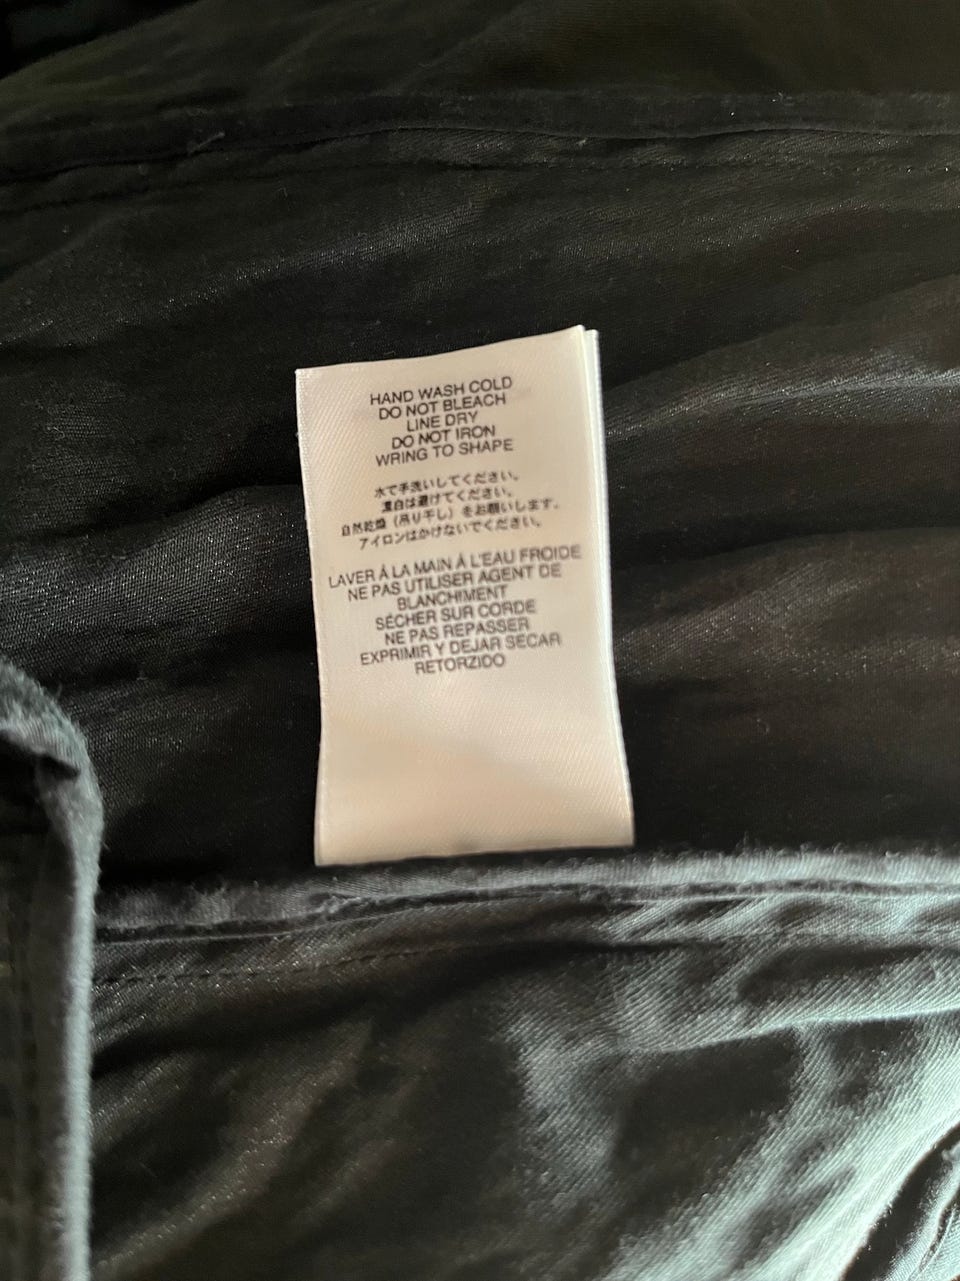 HAND WASH COLD
DO NOT BLEACH
LINE DRY
DO NOT IRON
WRING TO SHAPE
水で手洗いしてください。
漂白は避けてください。
自然乾燥（吊り干し）をお願いします。
アイロンはかけないでください。
LAVER À LA MAIN À L'EAU FROIDE
NE PAS UTILISER AGENT DE
BLANCHIMENT
SÉCHER SUR CORDE
NE PAS REPASSER
EXPRIMIR Y DEJAR SECAR
RETORZIDO